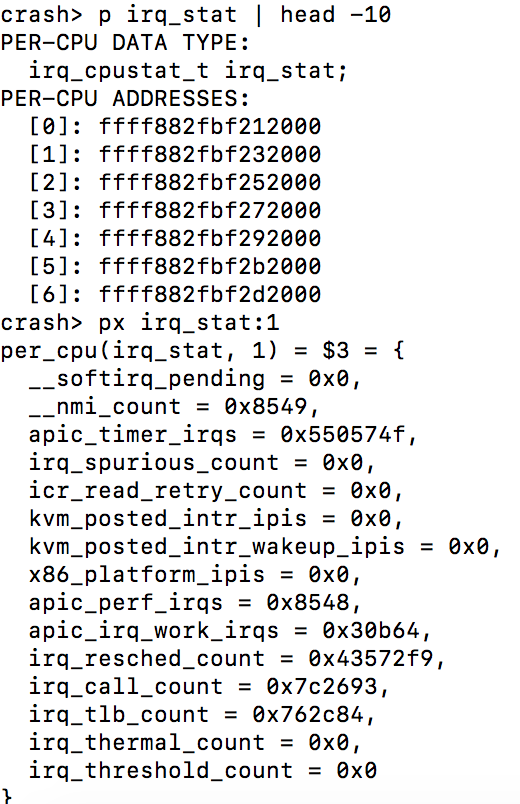 crash> p irq_stat | head -10
PER-CPU DATA TYPE:
  irq_cpustat_t irq_stat;
PER-CPU ADDRESSES:
  [0]: ffff882fbf212000
  [1]: ffff882fbf232000
  [2]: ffff882fbf252000
  [3]: ffff882fbf272000
  [4]: ffff882fbf292000
  [5]: ffff882fbf2b2000
  [6]: ffff882fbf2d2000
crash> px irq_stat:1
per_cpu(irq_stat, 1) = $3 = {
  __softirq_pending = 0x0,
  __nmi_count = 0x8549,
  apic_timer_irqs = 0x550574f,
  irq_spurious_count = 0x0,
  icr_read_retry_count = 0x0,
  kvm_posted_intr_ipis = 0x0,
  kvm_posted_intr_wakeup_ipis = 0x0,
  x86_platform_ipis = 0x0,
  apic_perf_irqs = 0x8548,
  apic_irq_work_irqs = 0x30b64,
  irq_resched_count = 0x43572f9,
  irq_call_count = 0x7c2693,
  irq_tlb_count = 0x762c84,
  irq_thermal_count = 0x0,
  irq_threshold_count = 0x0
}